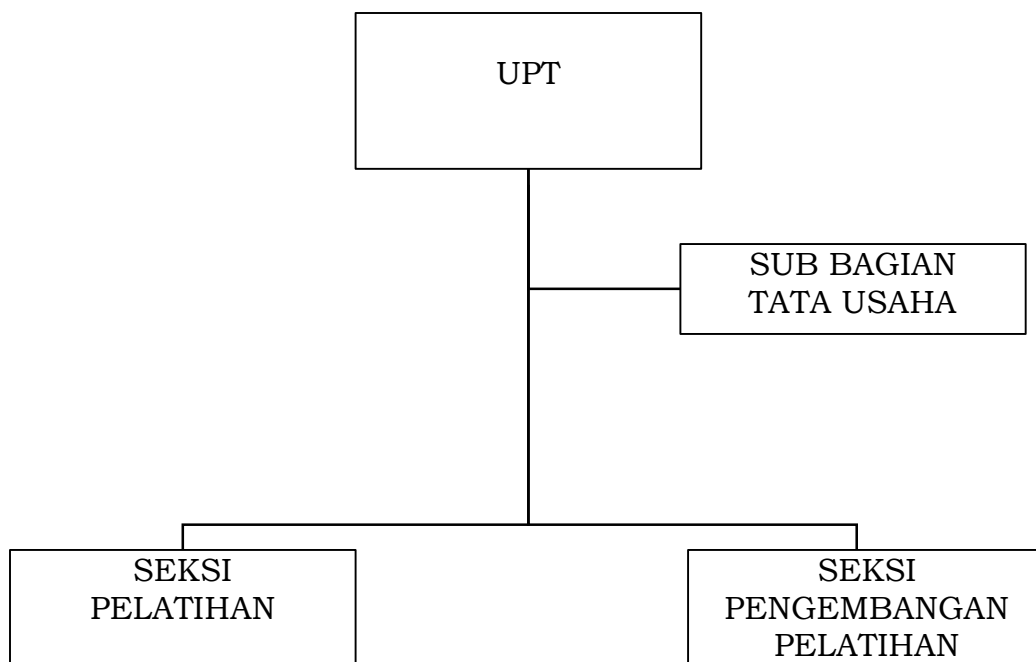 UPT
SUB BAGIAN
TATA USAHA
SEKSI
PELATIHAN
SEKSI
PENGEMBANGAN
PELATIHAN